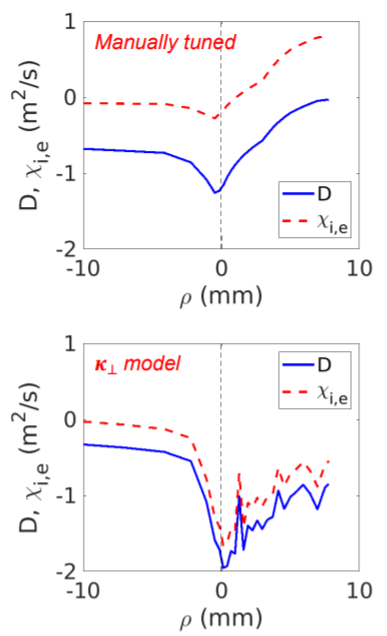 Manually tuned
D, χi,e (m²/s)
1
0
-1
-2
D
χi,e
-10
0
10
ρ (mm)
κ⊥ model
D, χi,e (m²/s)
1
0
-1
-2
D
χi,e
-10
0
10
ρ (mm)